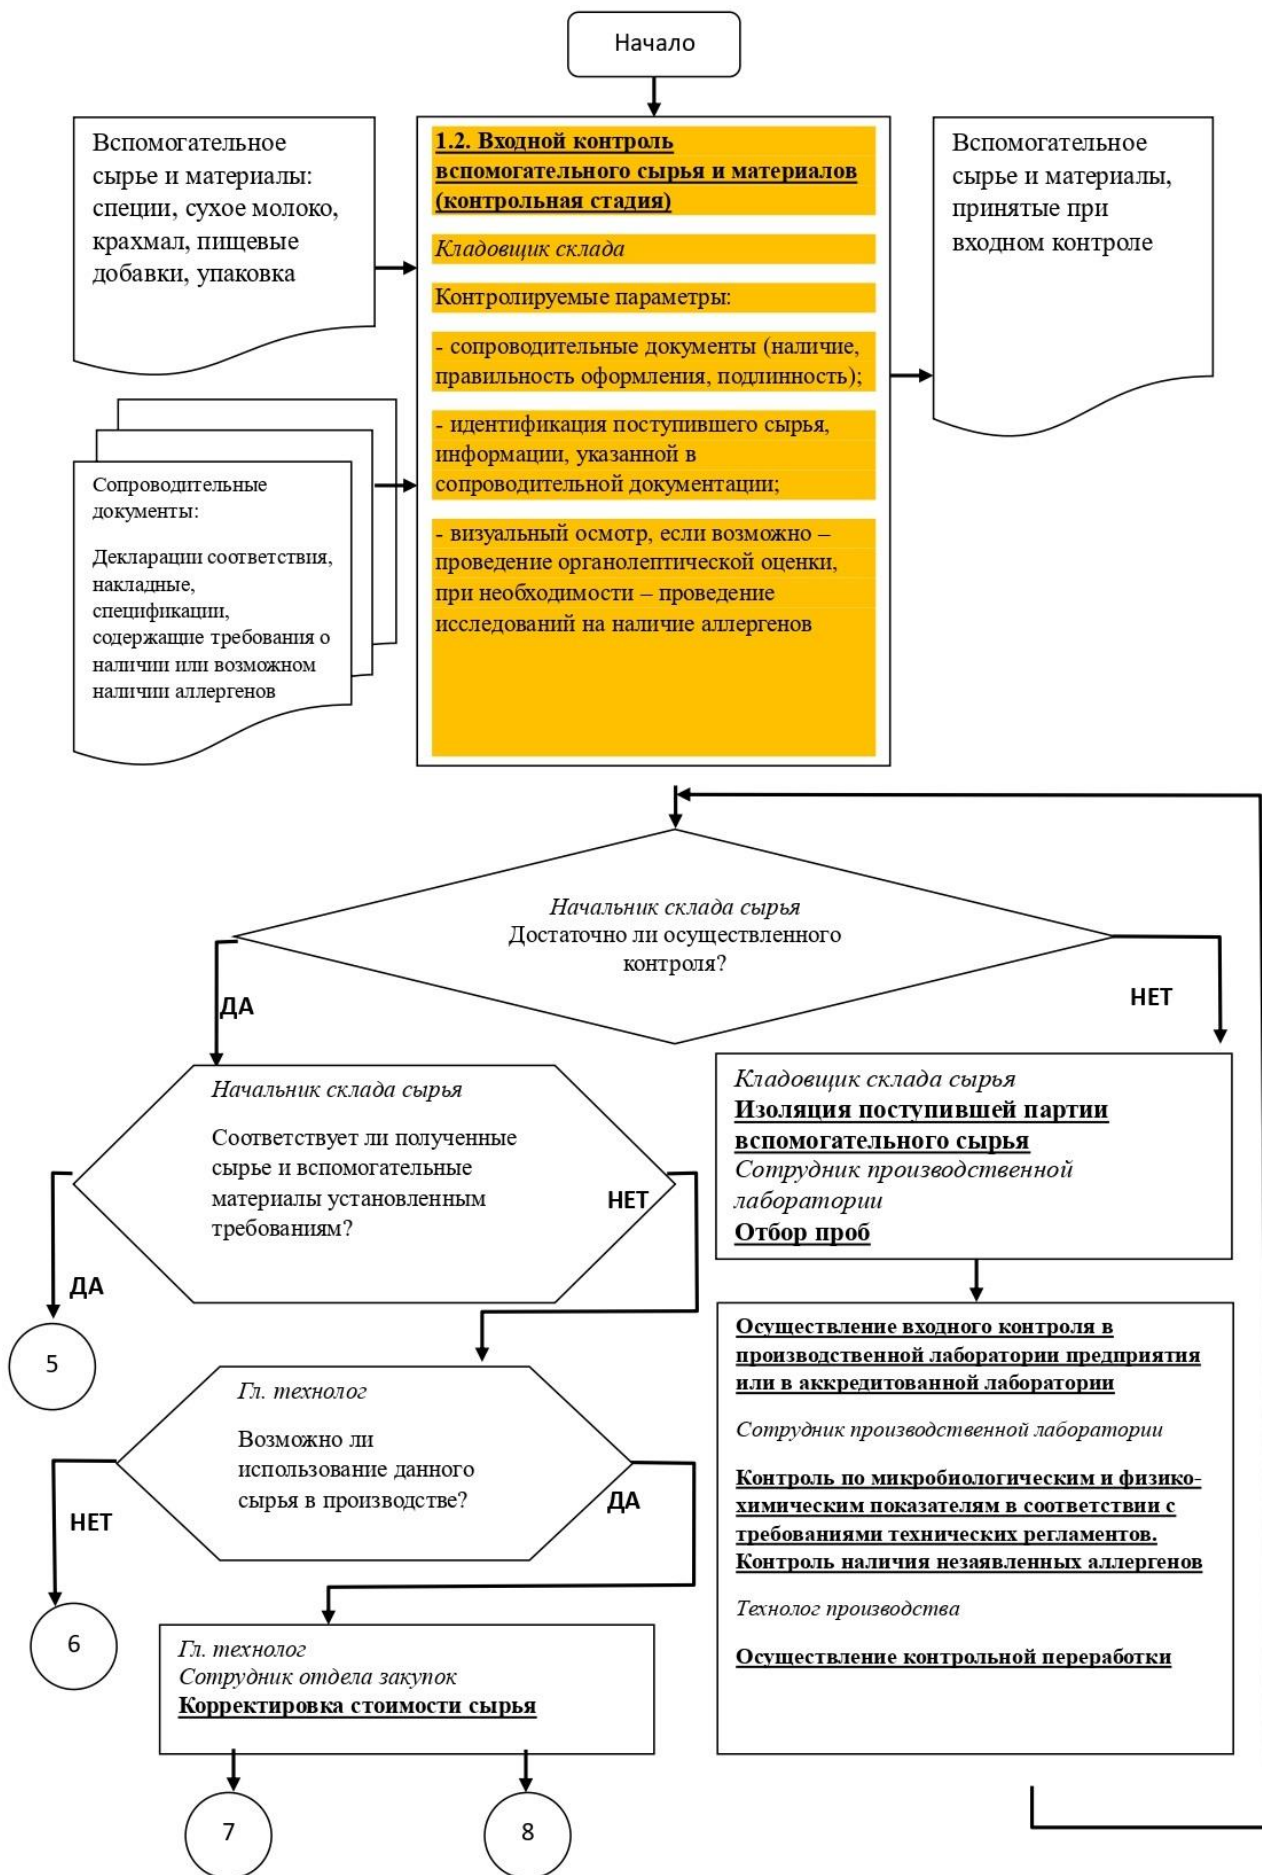 Начало
Вспомогательное
сырье и материалы:
специи, сухое молоко,
крахмал, пищевые
добавки, упаковка
1.2. Входной контроль
вспомогательного сырья и материалов
(контрольная стадия)
Кладовщик склада
Контролируемые параметры:
- сопроводительные документы (наличие,
правильность оформления, подлинность);
- идентификация поступившего сырья,
информации, указанной в
сопроводительной документации;
- визуальный осмотр, если возможно –
проведение органолептической оценки,
при необходимости – проведение
исследований на наличие аллергенов
Вспомогательное
сырье и материалы,
принятые при
входном контроле
Сопроводительные
документы:
Декларации соответствия,
накладные,
спецификации,
содержащие требования о
наличии или возможном
наличии аллергенов
Начальник склада сырья
Достаточно ли осуществленного
контроля?
ДА
НЕТ
Начальник склада сырья
Соответствует ли полученные
сырье и вспомогательные
материалы установленным
требованиям?
НЕТ
ДА
5
Кладовщик склада сырья
Изоляция поступившей партии
вспомогательного сырья
Сотрудник производственной
лаборатории
Отбор проб
Гл. технолог
Возможно ли
использование данного
сырья в производстве?
НЕТ
ДА
6
Осуществление входного контроля в
производственной лаборатории предприятия
или в аккредитованной лаборатории
Сотрудник производственной лаборатории
Контроль по микробиологическим и физико-
химическим показателям в соответствии с
требованиями технических регламентов.
Контроль наличия незаявленных аллергенов
Технолог производства
Осуществление контрольной переработки
Гл. технолог
Сотрудник отдела закупок
Корректировка стоимости сырья
7
8